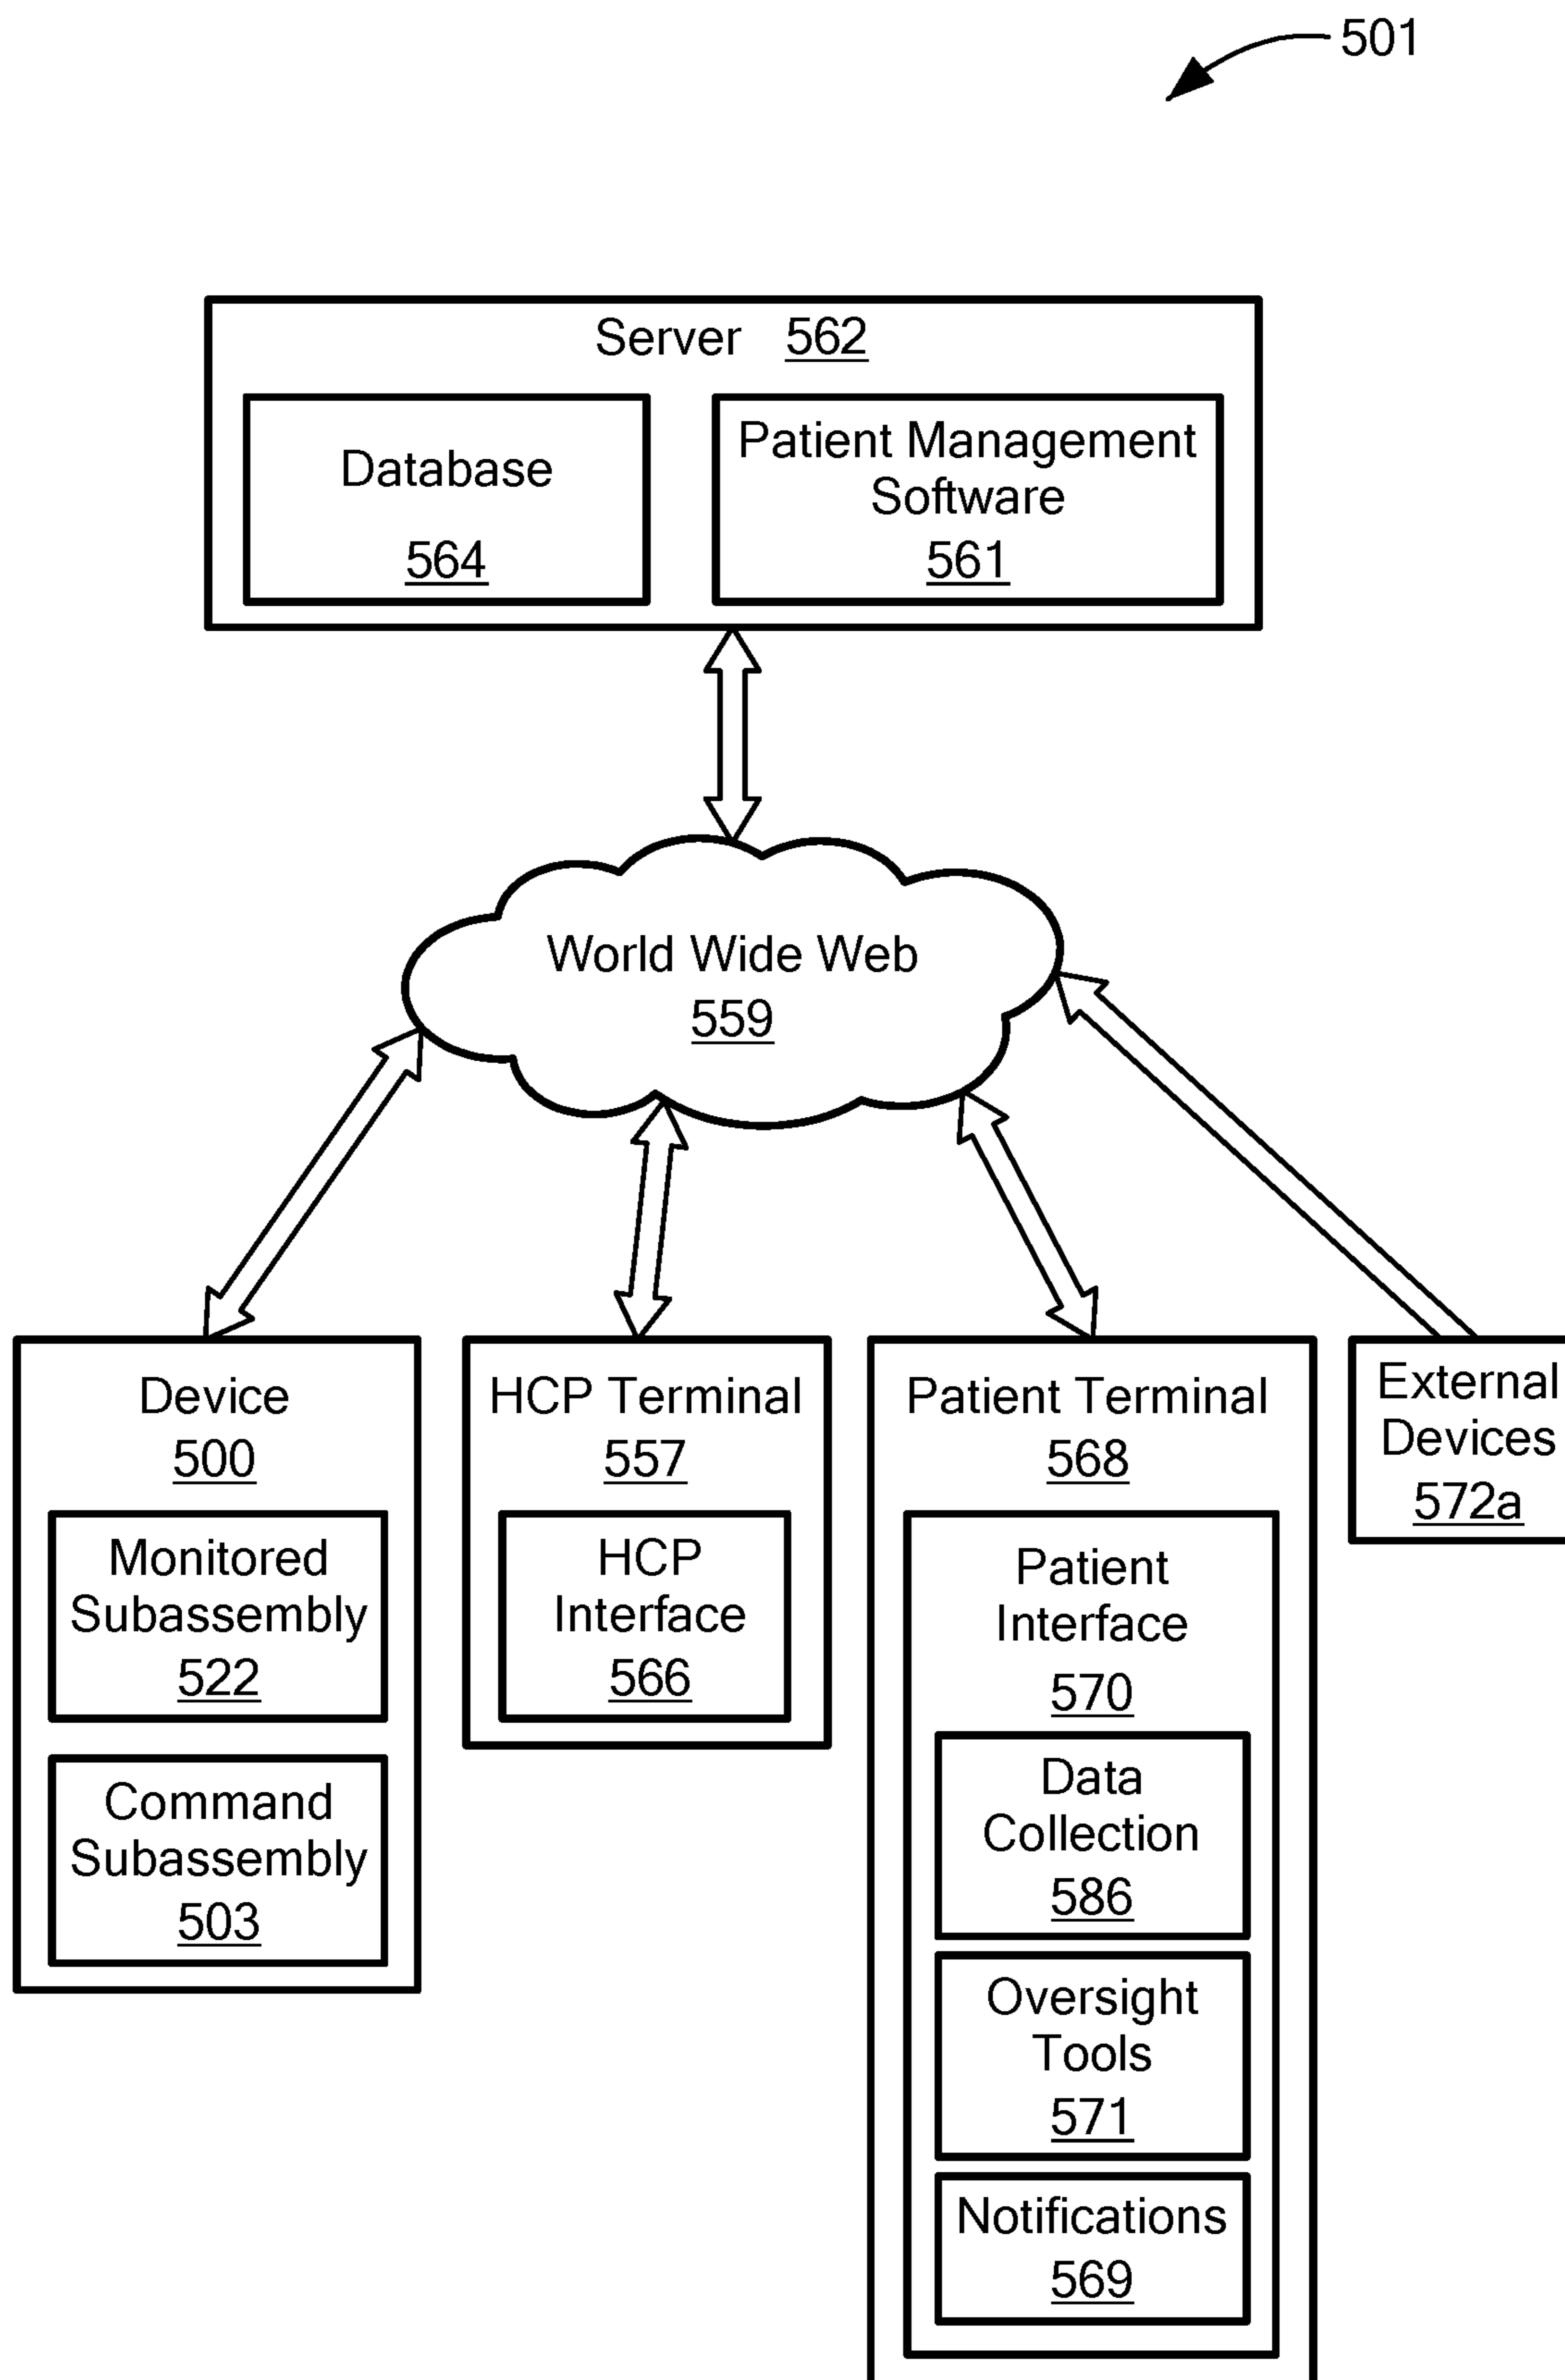 501
Server 562
Database
564
Patient Management
Software
561
World Wide Web
559
Device
500
Monitored
Subassembly
522
Command
Subassembly
503
HCP Terminal
557
HCP
Interface
566
Patient Terminal
568
Patient
Interface
570
Data
Collection
586
Oversight
Tools
571
Notifications
569
External
Devices
572a